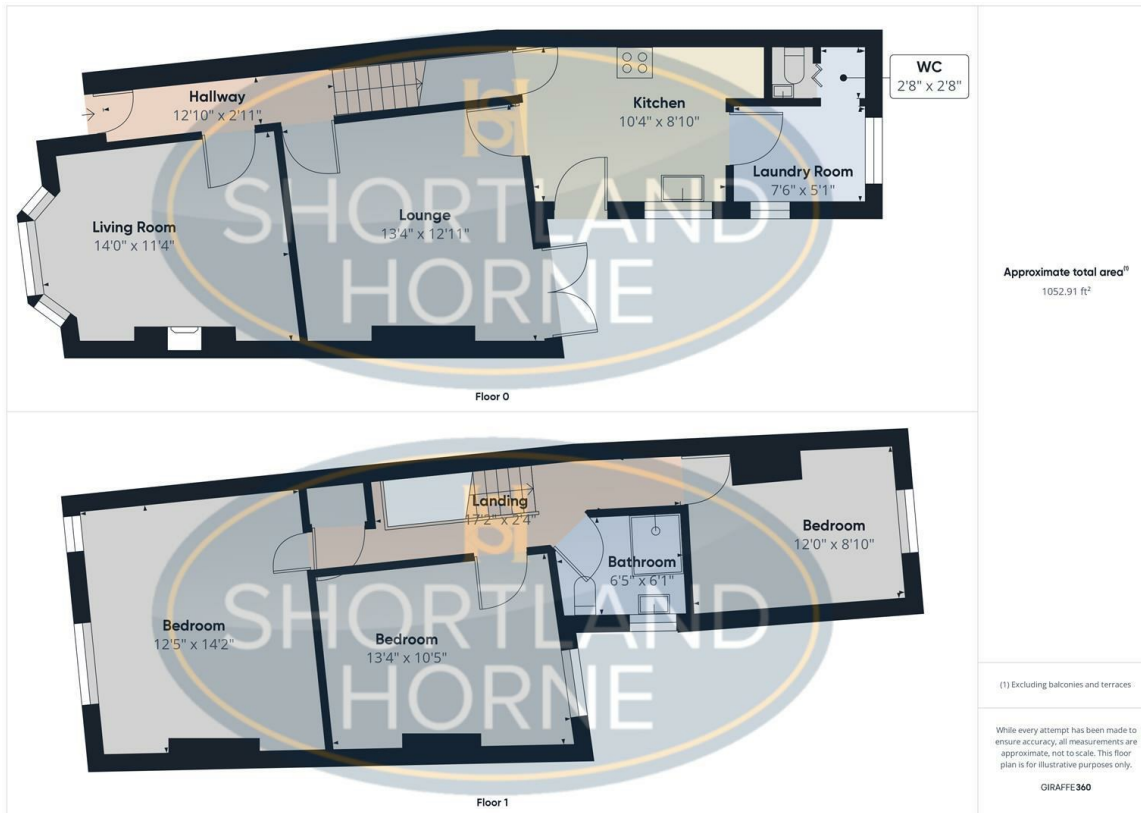 Hallway
12'10" x 2'11"
Living Room
14'0" x 11'4"
Lounge
13'4" x 12'11"
Kitchen
10'4" x 8'10"
WC
2'8" x 2'8"
Laundry Room
7'6" x 5'1"
SHORTLAND
HORNE
Floor 0
Approximate total area(1)
1052.91 ft²
Landing
17'2" x 2'4"
Bedroom
12'0" x 8'10"
Bathroom
6'5" x 6'1"
Bedroom
12'5" x 14'2"
Bedroom
13'4" x 10'5"
SHORTLAND
HORNE
Floor 1
(1) Excluding balconies and terraces
While every attempt has been made to
ensure accuracy, all measurements are
approximate, not to scale. This floor
plan is for illustrative purposes only.
GIRAFFE360